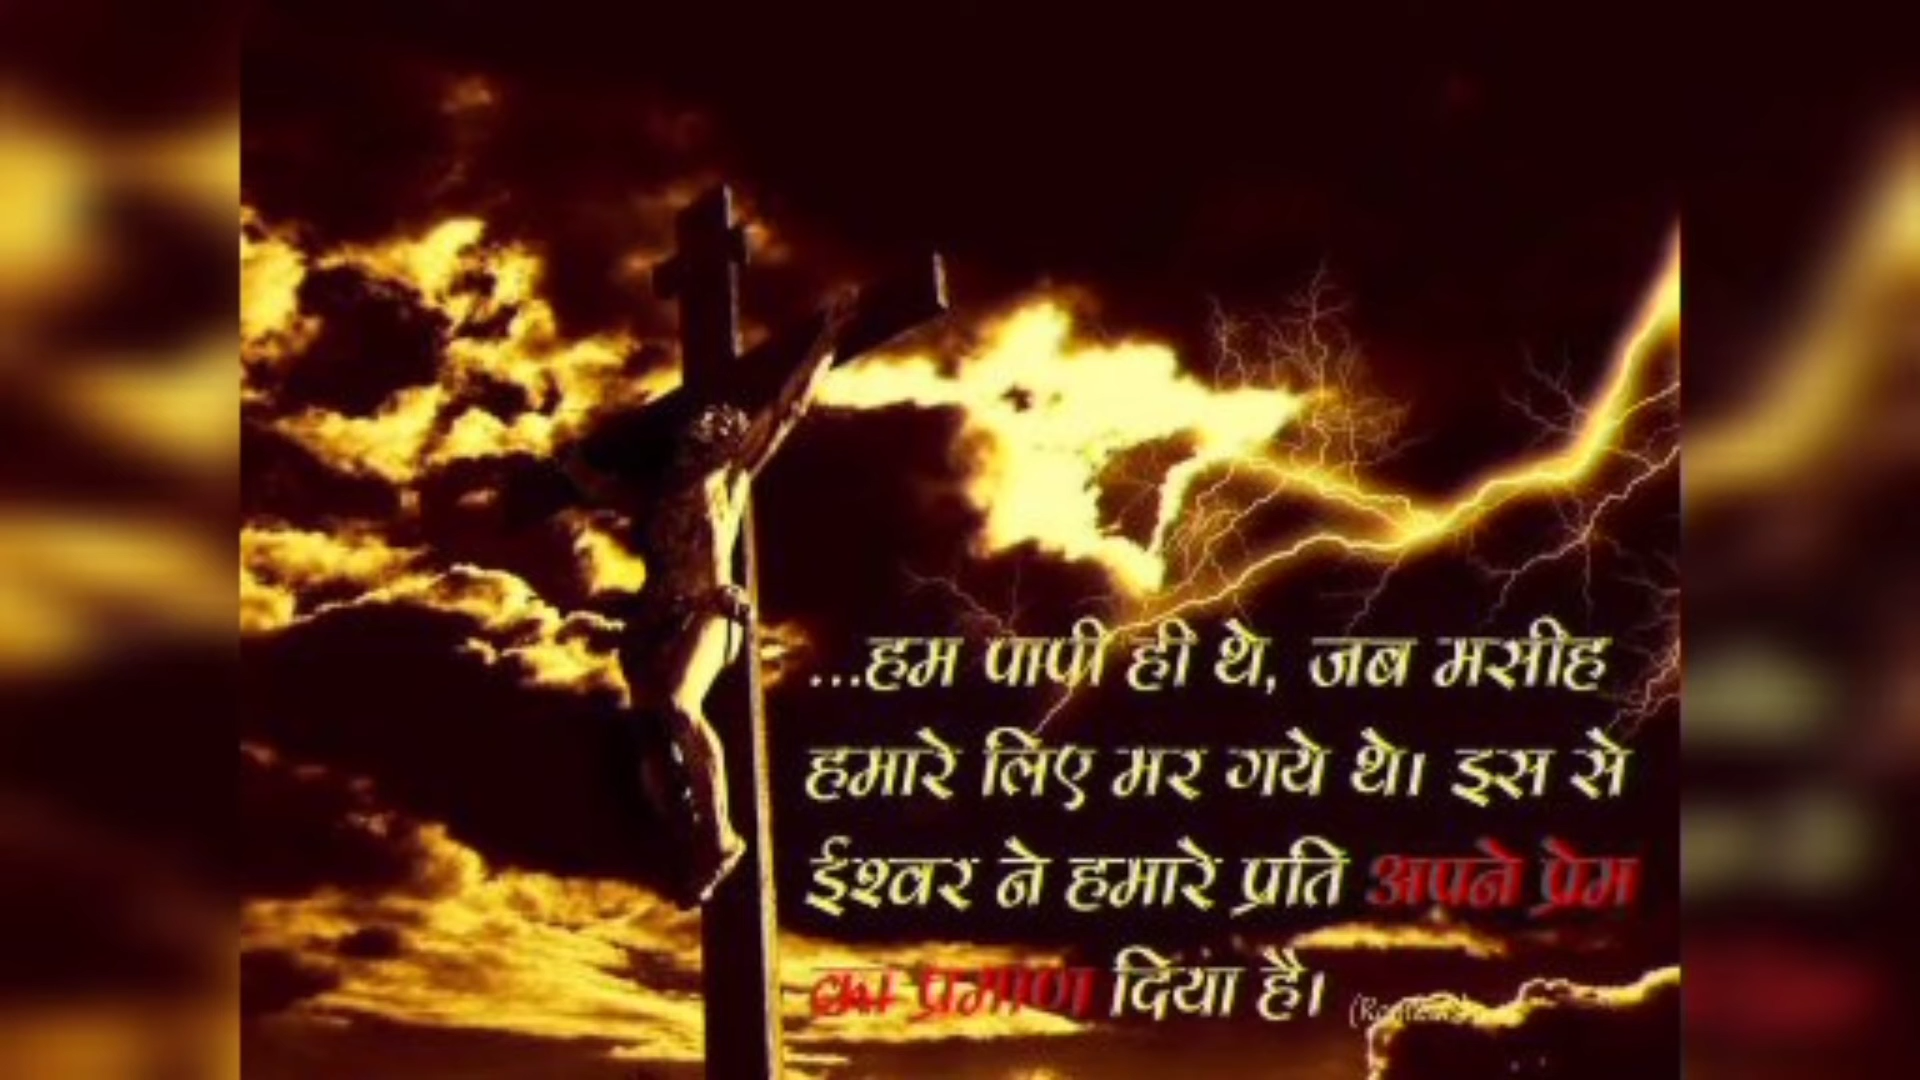 ...हम पापी ही थे, जब मसीह
हमारे लिए मर गये थे। इस से
ईश्वर ने हमारे प्रति अपने प्रेम
का प्रमाण दिया है।